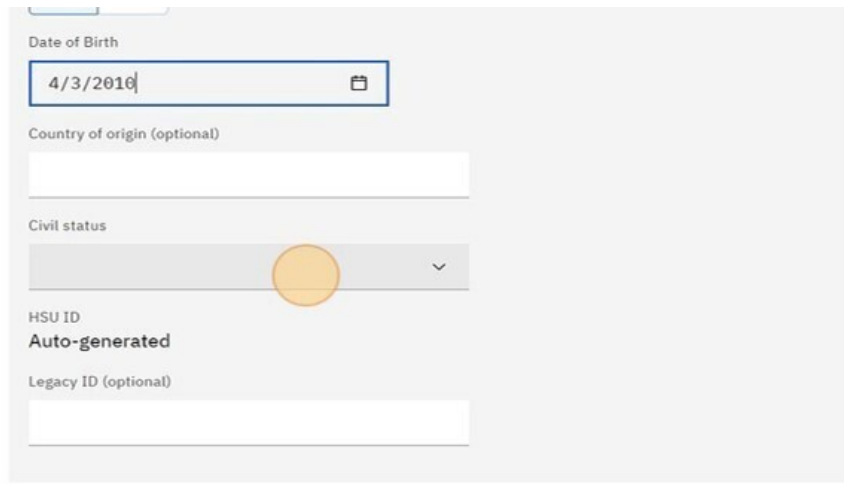 Date of Birth
4/3/2010
Country of origin (optional)
Civil status
HSU ID
Auto-generated
Legacy ID (optional)